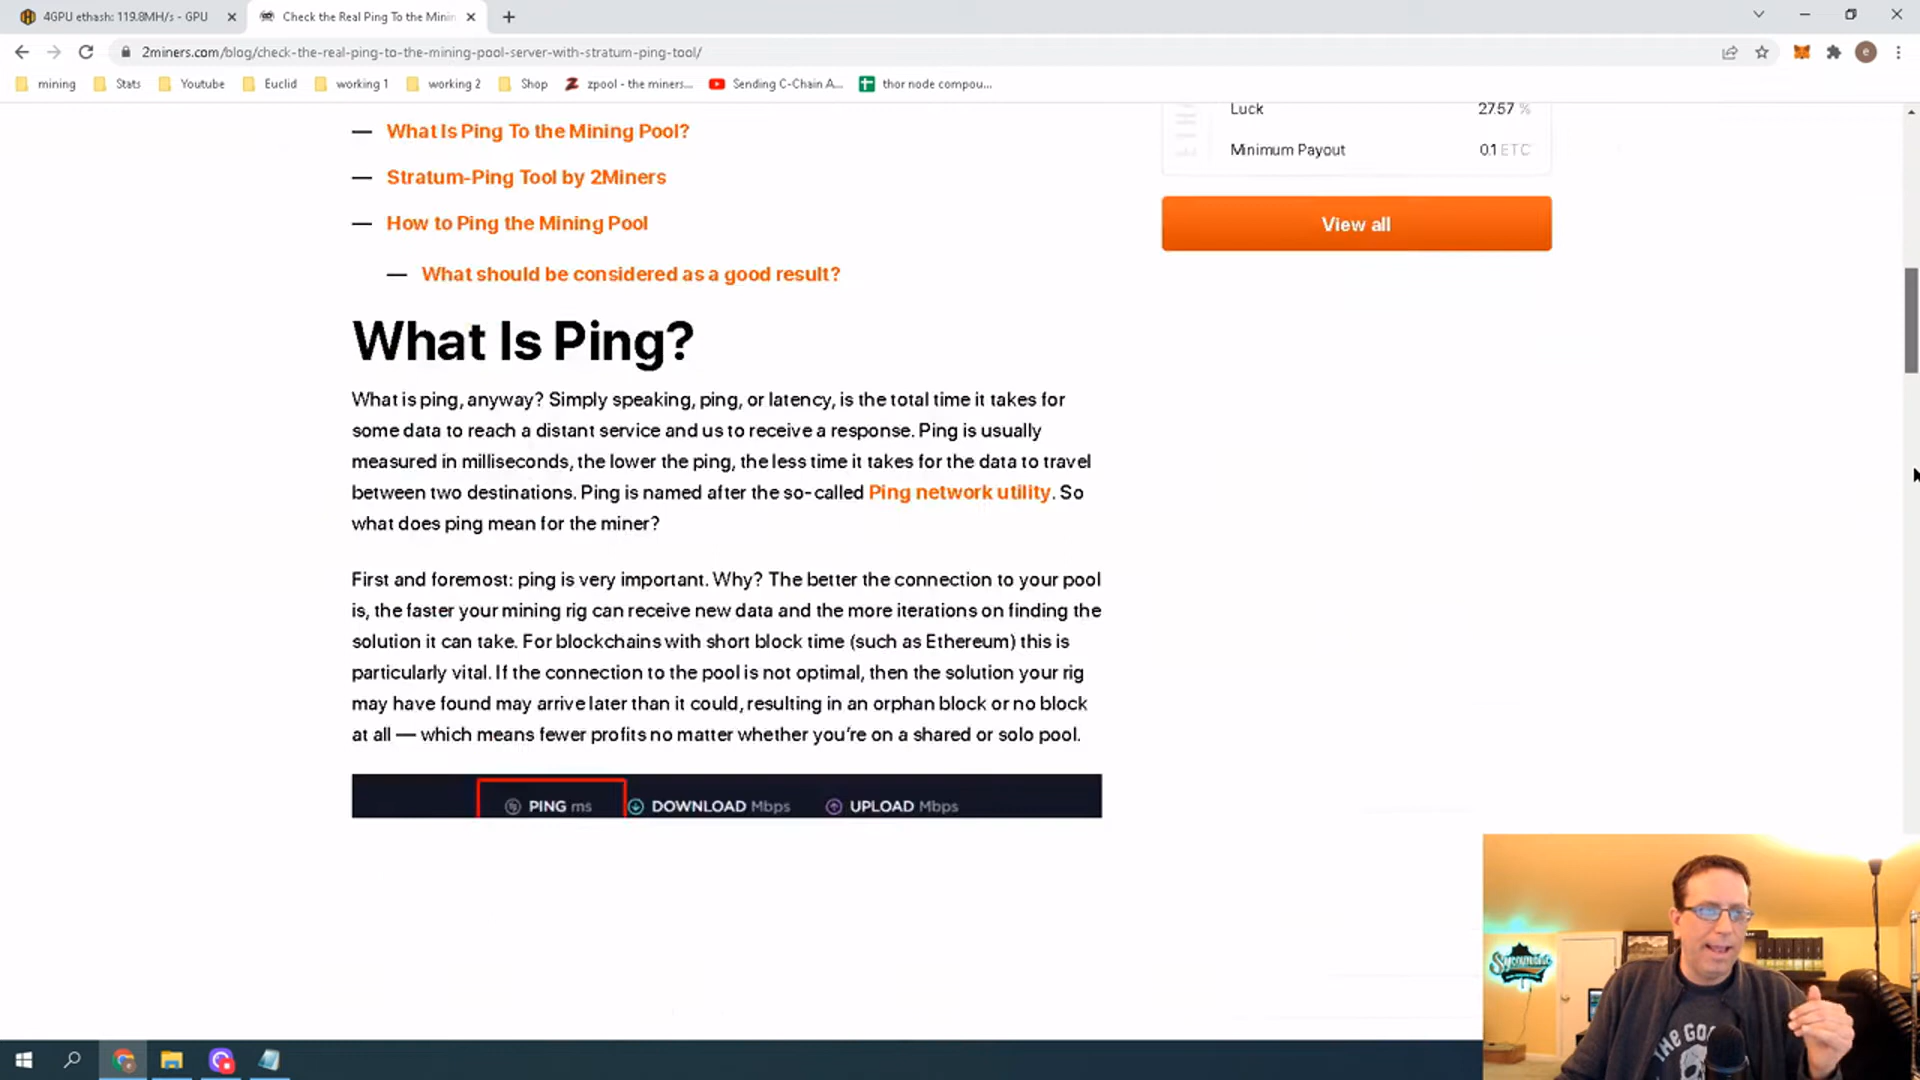 4GPU ethash: 119.8MH/s - GPU
Check the Real Ping To the Minin
2miners.com/blog/check-the-real-ping-to-the-mining-pool-server-with-stratum-ping-tool/
mining
Stats
Youtube
Euclid
working 1
working 2
Shop
zpool - the miners...
Sending C-Chain A...
thor node compou...
— What Is Ping To the Mining Pool?
— Stratum-Ping Tool by 2Miners
— How to Ping the Mining Pool
— What should be considered as a good result?
Luck 27.57 %
Minimum Payout 0.1 ETC
View all
What Is Ping?
What is ping, anyway? Simply speaking, ping, or latency, is the total time it takes for
some data to reach a distant service and us to receive a response. Ping is usually
measured in milliseconds, the lower the ping, the less time it takes for the data to travel
between two destinations. Ping is named after the so-called Ping network utility. So
what does ping mean for the miner?
First and foremost: ping is very important. Why? The better the connection to your pool
is, the faster your mining rig can receive new data and the more iterations on finding the
solution it can take. For blockchains with short block time (such as Ethereum) this is
particularly vital. If the connection to the pool is not optimal, then the solution your rig
may have found may arrive later than it could, resulting in an orphan block or no block
at all — which means fewer profits no matter whether you're on a shared or solo pool.
PING ms
DOWNLOAD Mbps
UPLOAD Mbps
THE GO